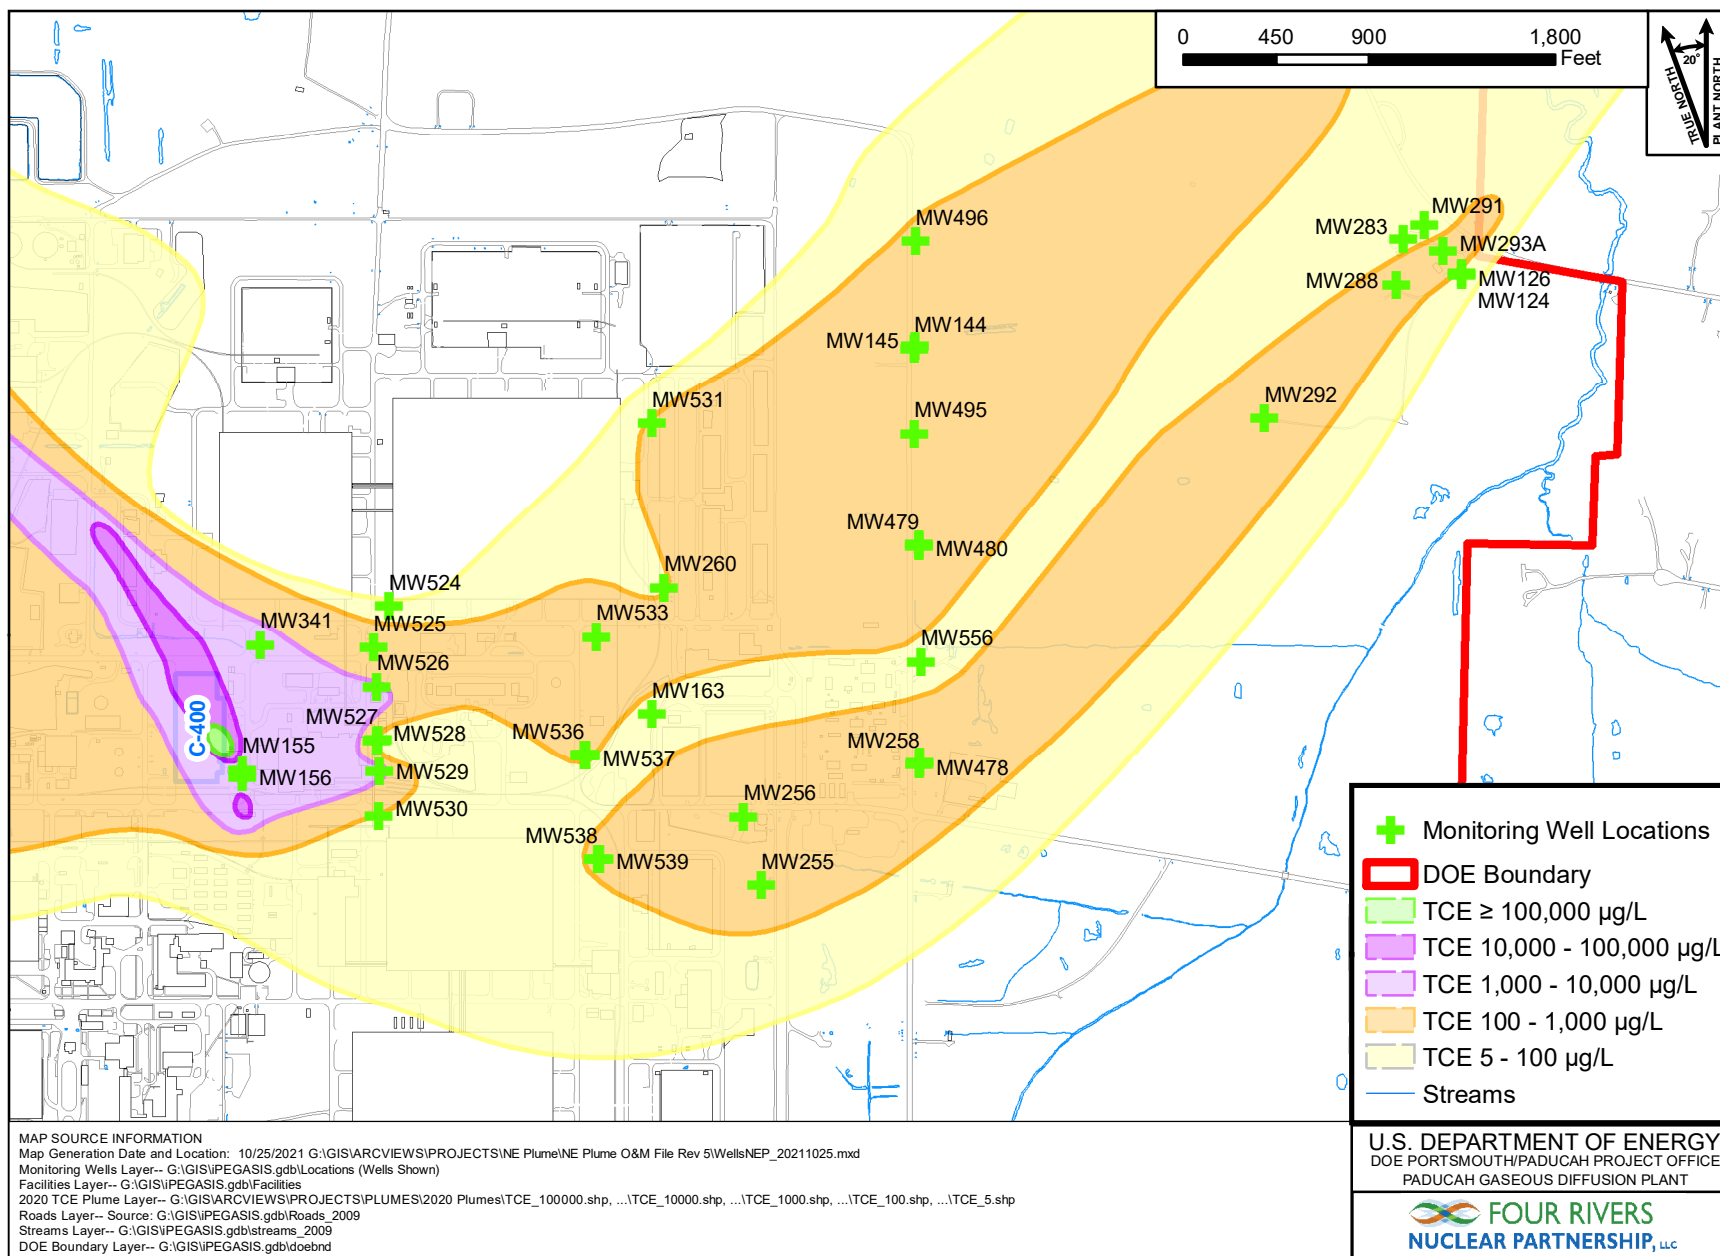 0 450 900 1,800
Feet
20°
TRUE NORTH
PLANT NORTH
MW496
MW291
MW283
MW293A
MW288
MW126
MW124
MW144
MW145
MW531
MW495
MW292
MW479
MW480
MW260
MW524
MW533
MW341
MW525
MW556
MW526
MW163
C-400
MW527
MW528
MW536
MW537
MW258
MW155
MW156
MW529
MW478
MW256
MW530
MW538
MW539
MW255
Monitoring Well Locations
DOE Boundary
TCE ≥ 100,000 µg/L
TCE 10,000 - 100,000 µg/L
TCE 1,000 - 10,000 µg/L
TCE 100 - 1,000 µg/L
TCE 5 - 100 µg/L
Streams
MAP SOURCE INFORMATION
Map Generation Date and Location: 10/25/2021 G:\GIS\ARCVIEWS\PROJECTS\NE Plume\NE Plume O&M File Rev 5\WellsNEP_20211025.mxd
Monitoring Wells Layer-- G:\GIS\iPEGASIS.gdb\Locations (Wells Shown)
Facilities Layer-- G:\GIS\iPEGASIS.gdb\Facilities
2020 TCE Plume Layer-- G:\GIS\ARCVIEWS\PROJECTS\PLUMES\2020 Plumes\TCE_100000.shp, ...\TCE_10000.shp, ...\TCE_1000.shp, ...\TCE_100.shp, ...\TCE_5.shp
Roads Layer-- Source: G:\GIS\iPEGASIS.gdb\Roads_2009
Streams Layer-- G:\GIS\iPEGASIS.gdb\streams_2009
DOE Boundary Layer-- G:\GIS\iPEGASIS.gdb\doebnd
U.S. DEPARTMENT OF ENERGY
DOE PORTSMOUTH/PADUCAH PROJECT OFFICE
PADUCAH GASEOUS DIFFUSION PLANT
FOUR RIVERS
NUCLEAR PARTNERSHIP, LLC